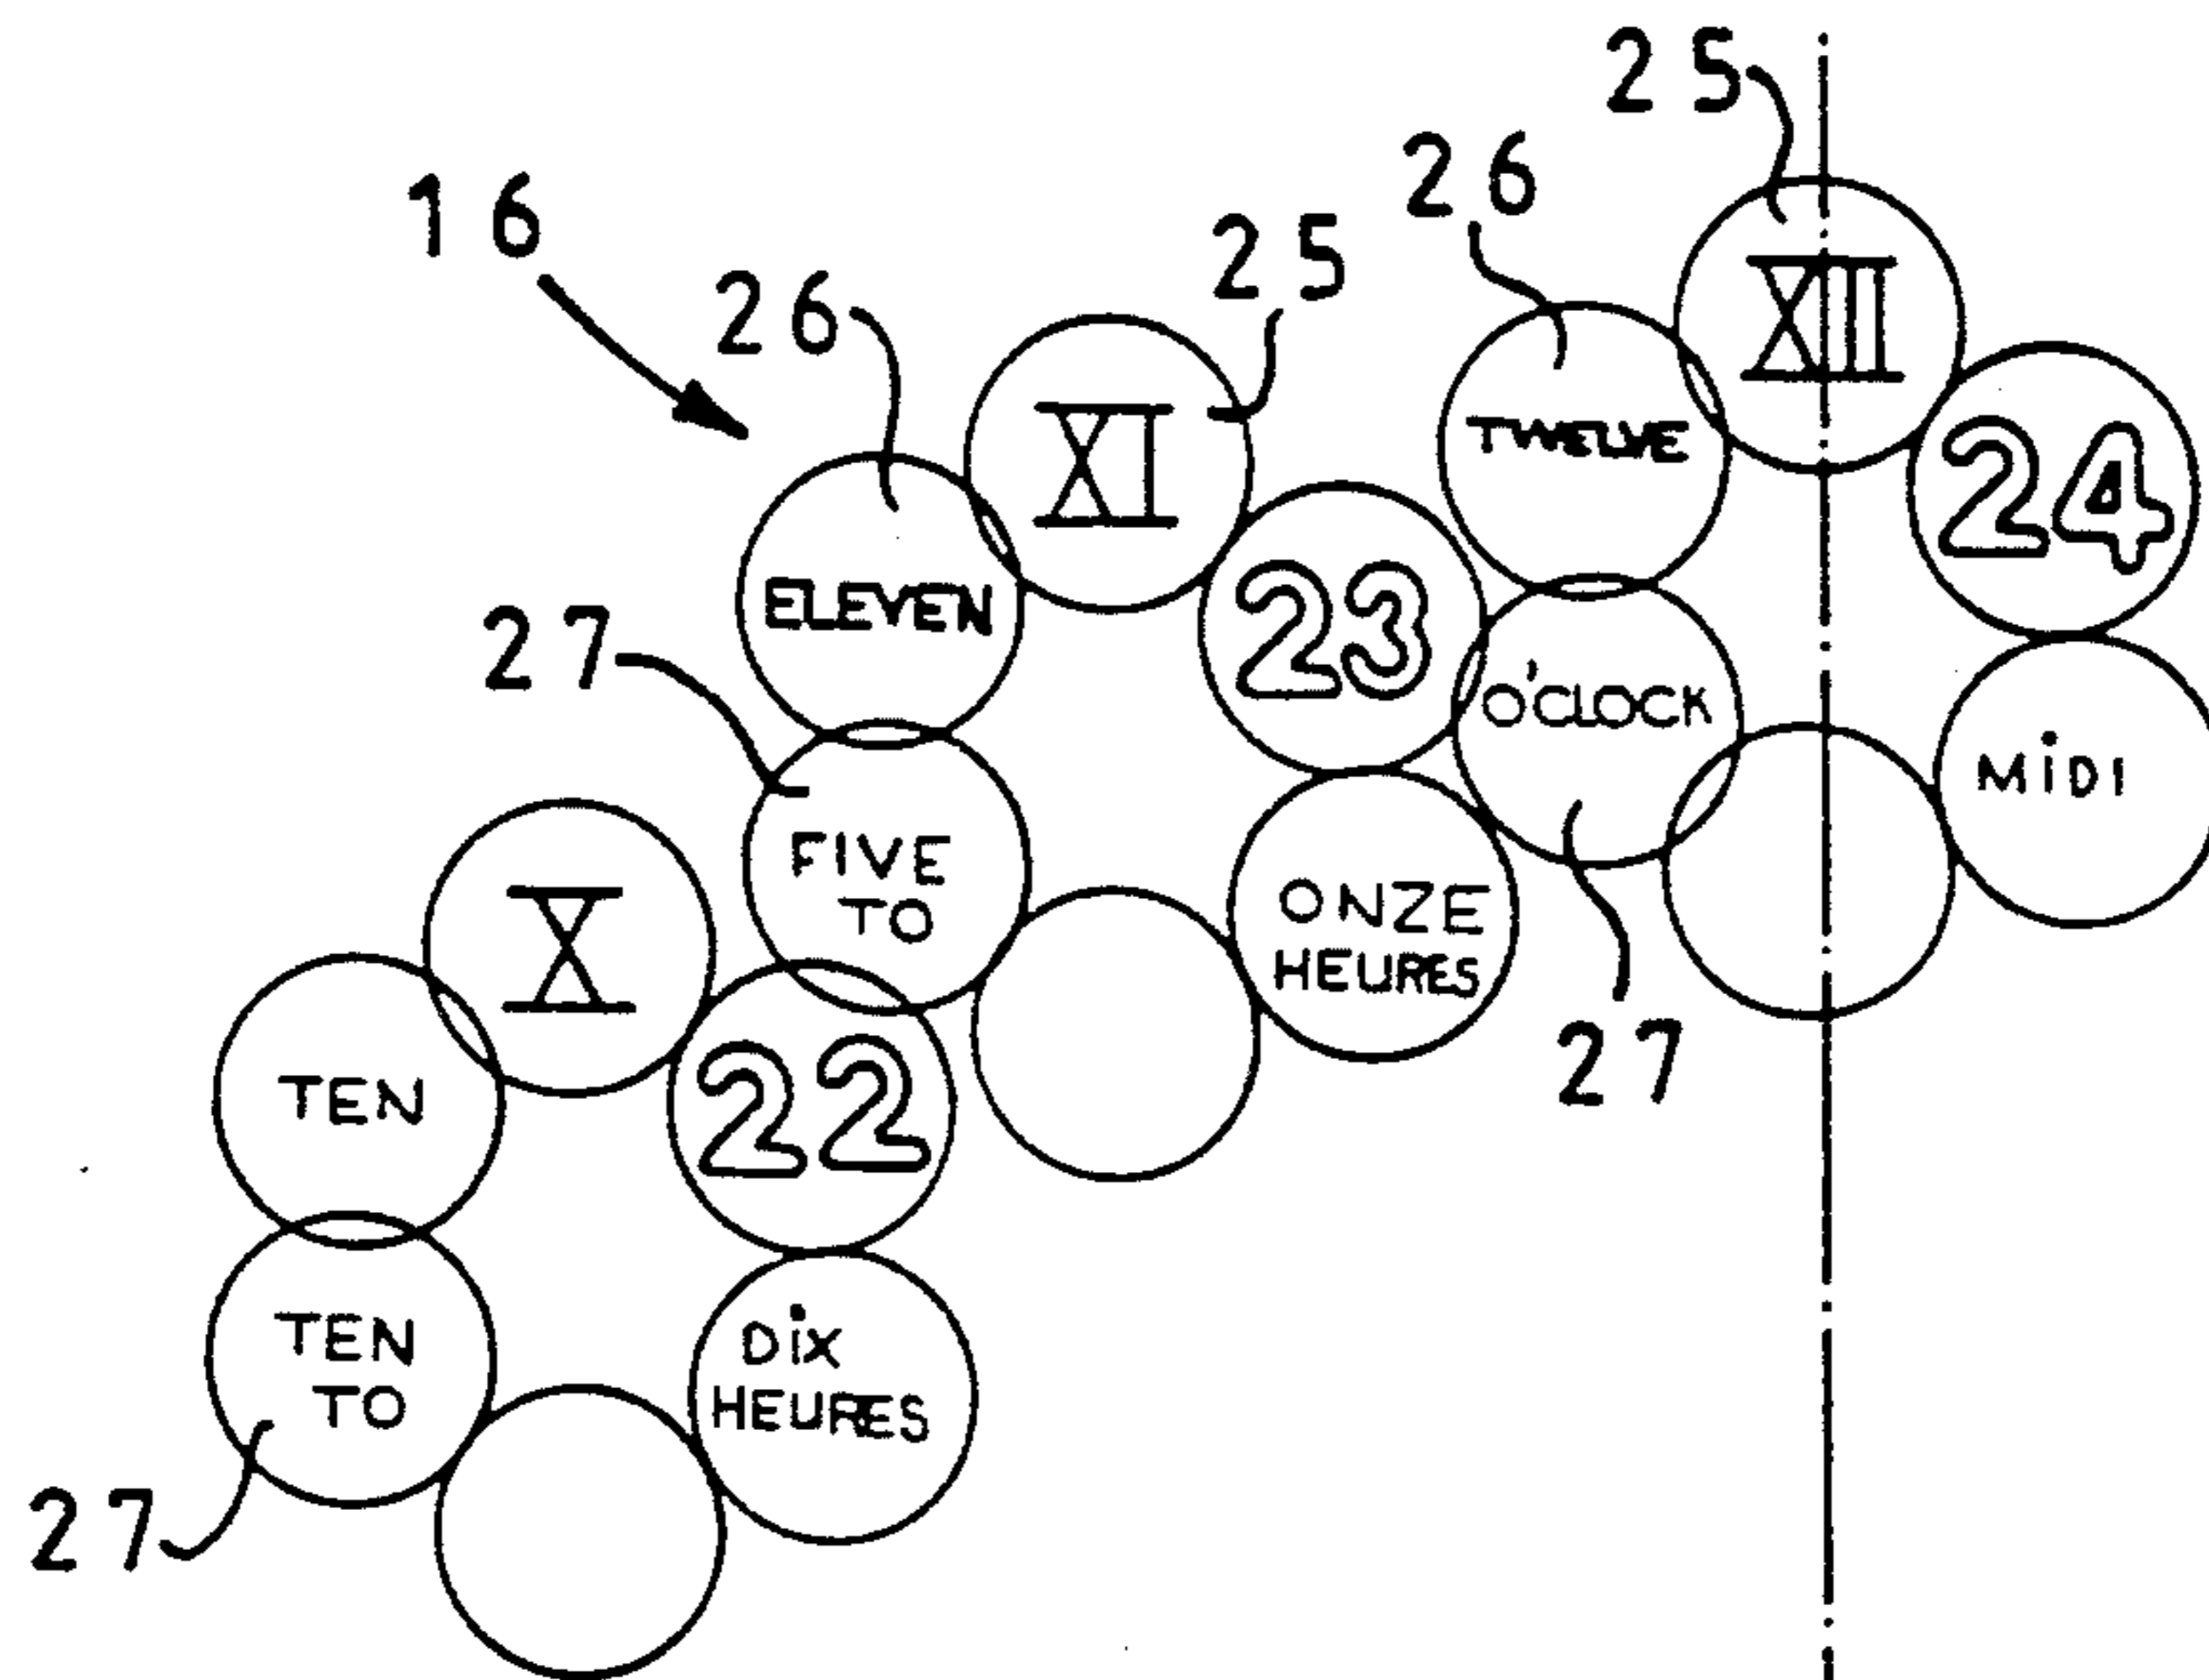 25
26
16
25
26
XII
XI
TWELVE
24
ELEVEN
23
27
O'CLOCK
MiDI
FIVE
TO
X
ONZE
HEURES
22
27
TEN
TEN
TO
DiX
HEURES
27